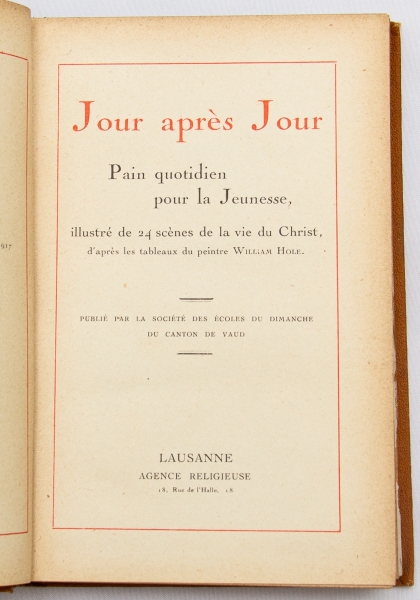 Jour après Jour
Pain quotidien
pour la Jeunesse,
illustré de 24 scènes de la vie du Christ,
d'après les tableaux du peintre WILLIAM HOLE.
PUBLIÉ PAR LA SOCIÉTÉ DES ÉCOLES DU DIMANCHE
DU CANTON DE VAUD
LAUSANNE
AGENCE RELIGIEUSE
18, Rue de l'Halle, 18